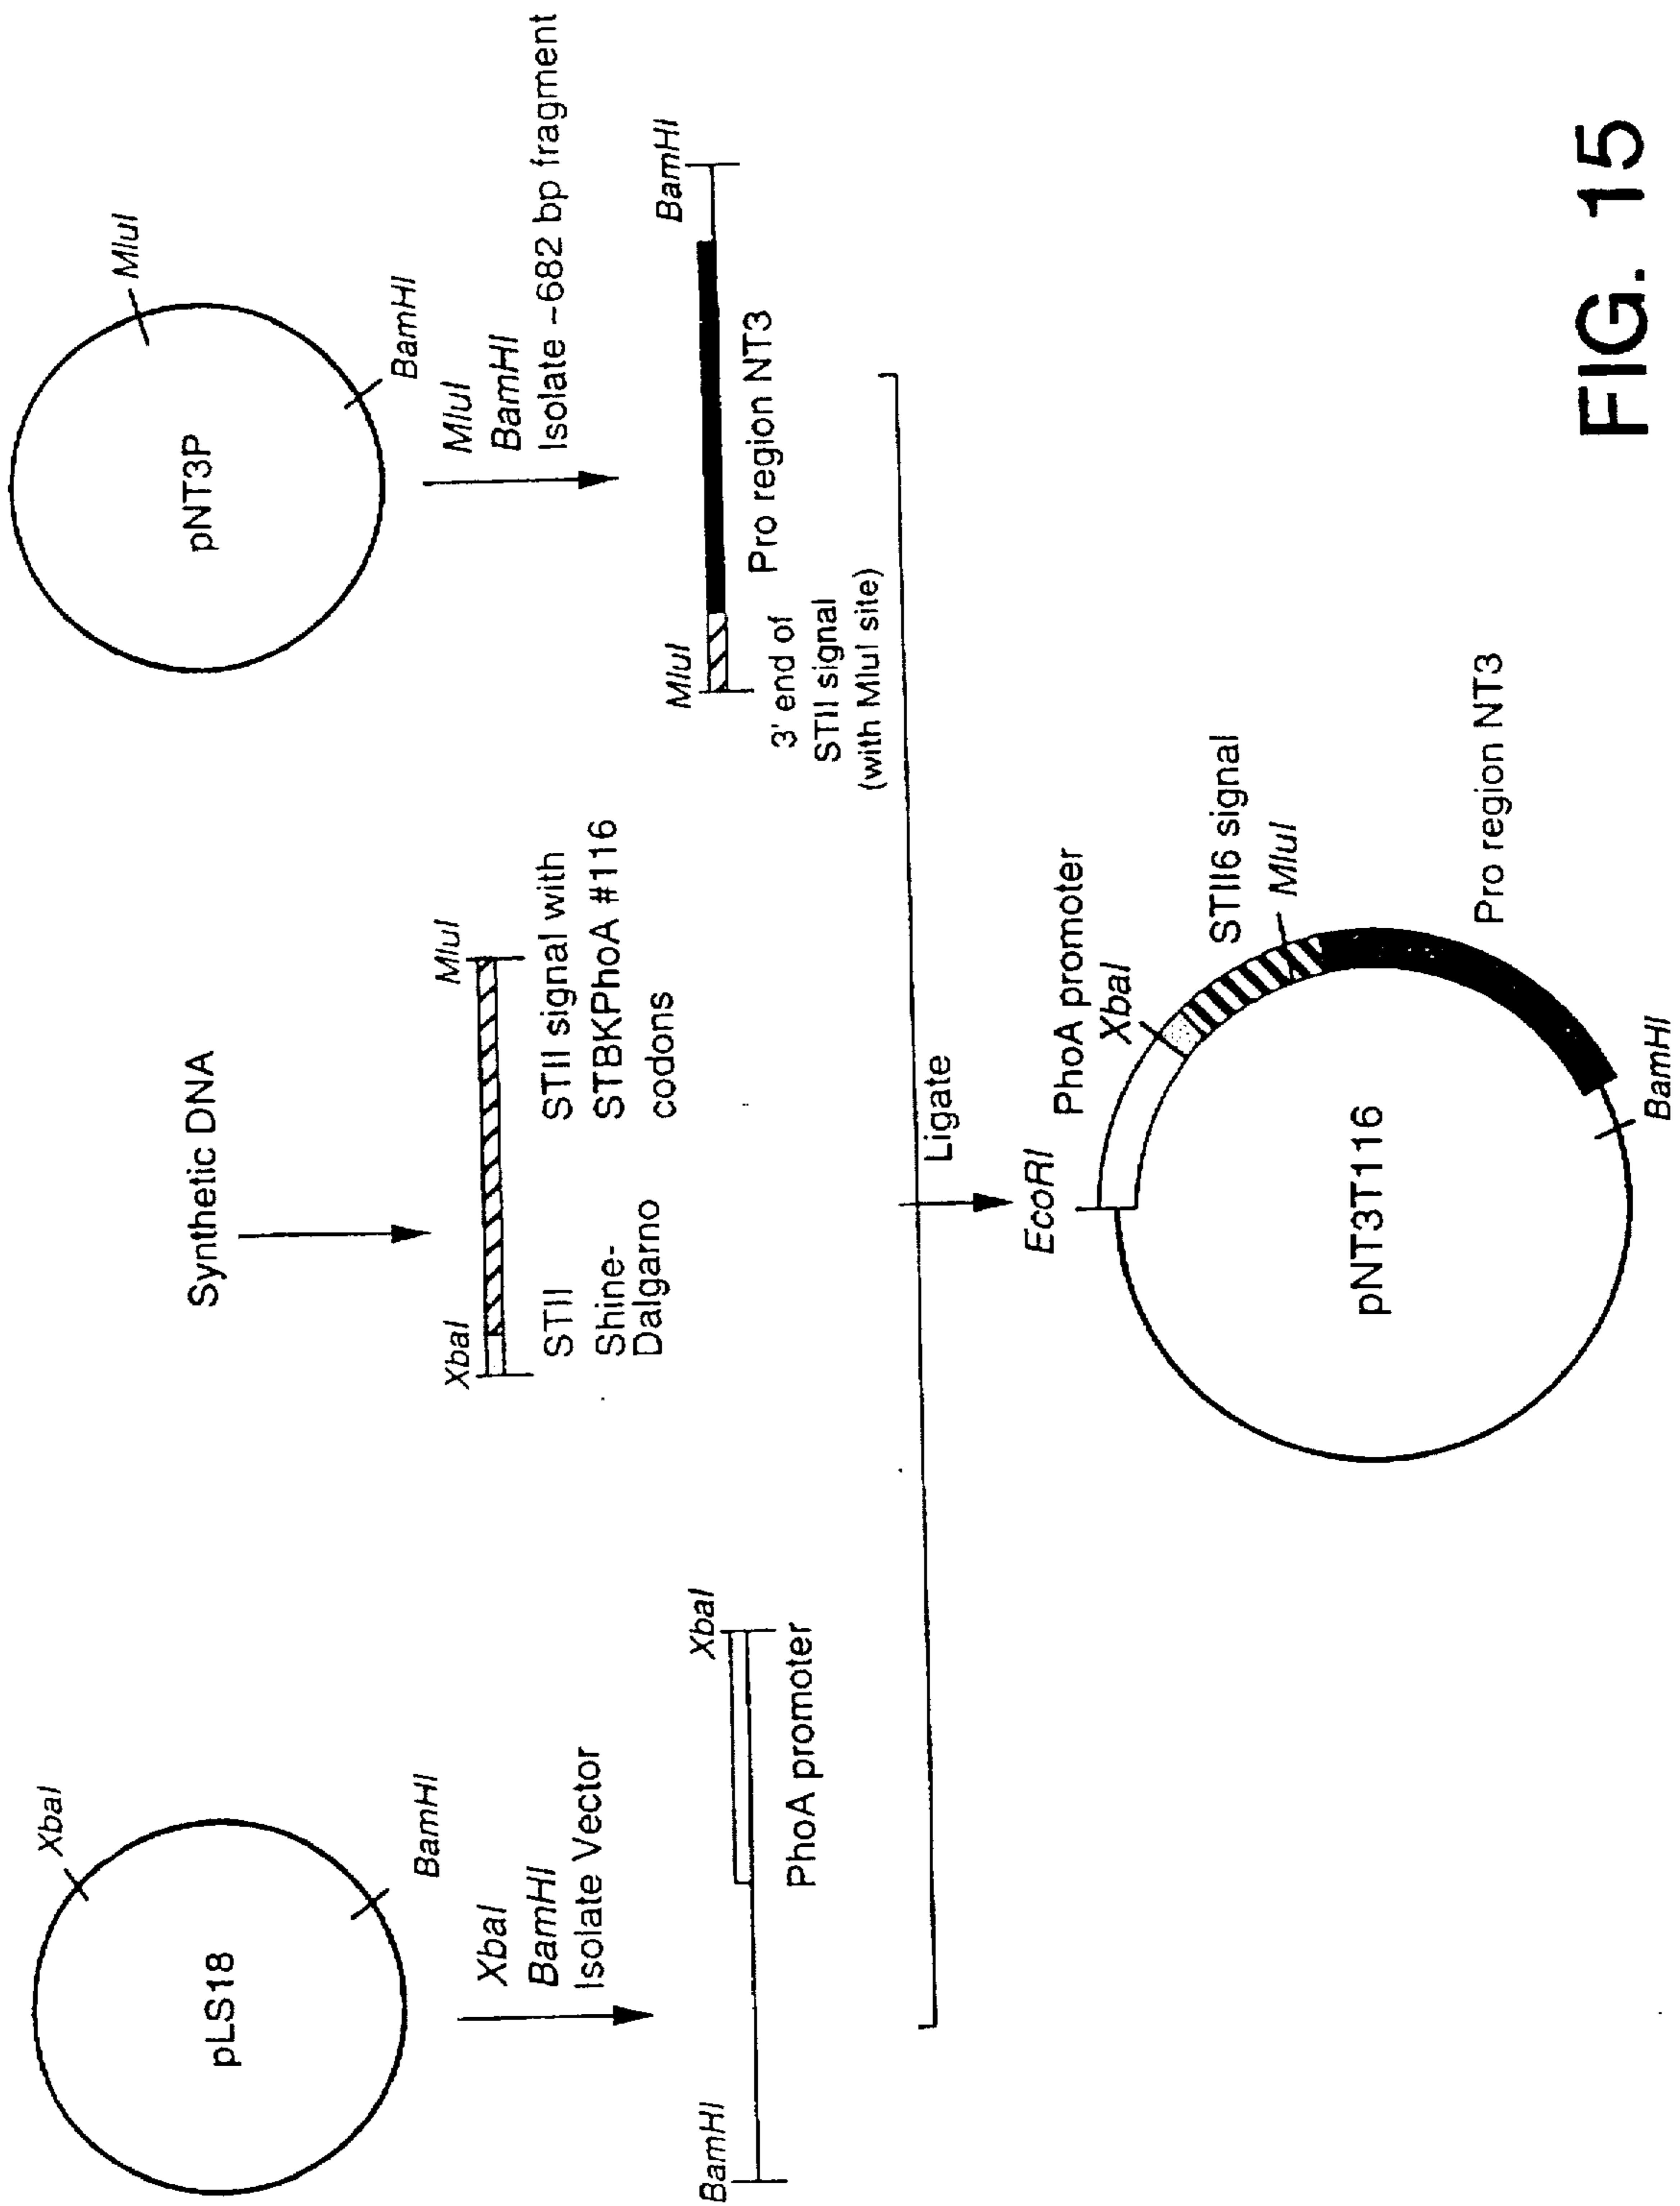 pLS18
XbaI
BamHI
XbaI
BamHI
Isolate Vector
BamHI
XbaI
PhoA promoter
Synthetic DNA
XbaI
MluI
STII
Shine-
Dalgarno
STII signal with
STBKPhoA #116
codons
pNT3P
MluI
BamHI
MluI
BamHI
Isolate ~682 bp fragment
MluI
BamHI
3' end of
STII signal
(with MluI site)
Pro region NT3
Ligate
EcoRI
PhoA promoter
XbaI
STII6 signal
MluI
Pro region NT3
BamHI
pNT3T116
FIG. 15